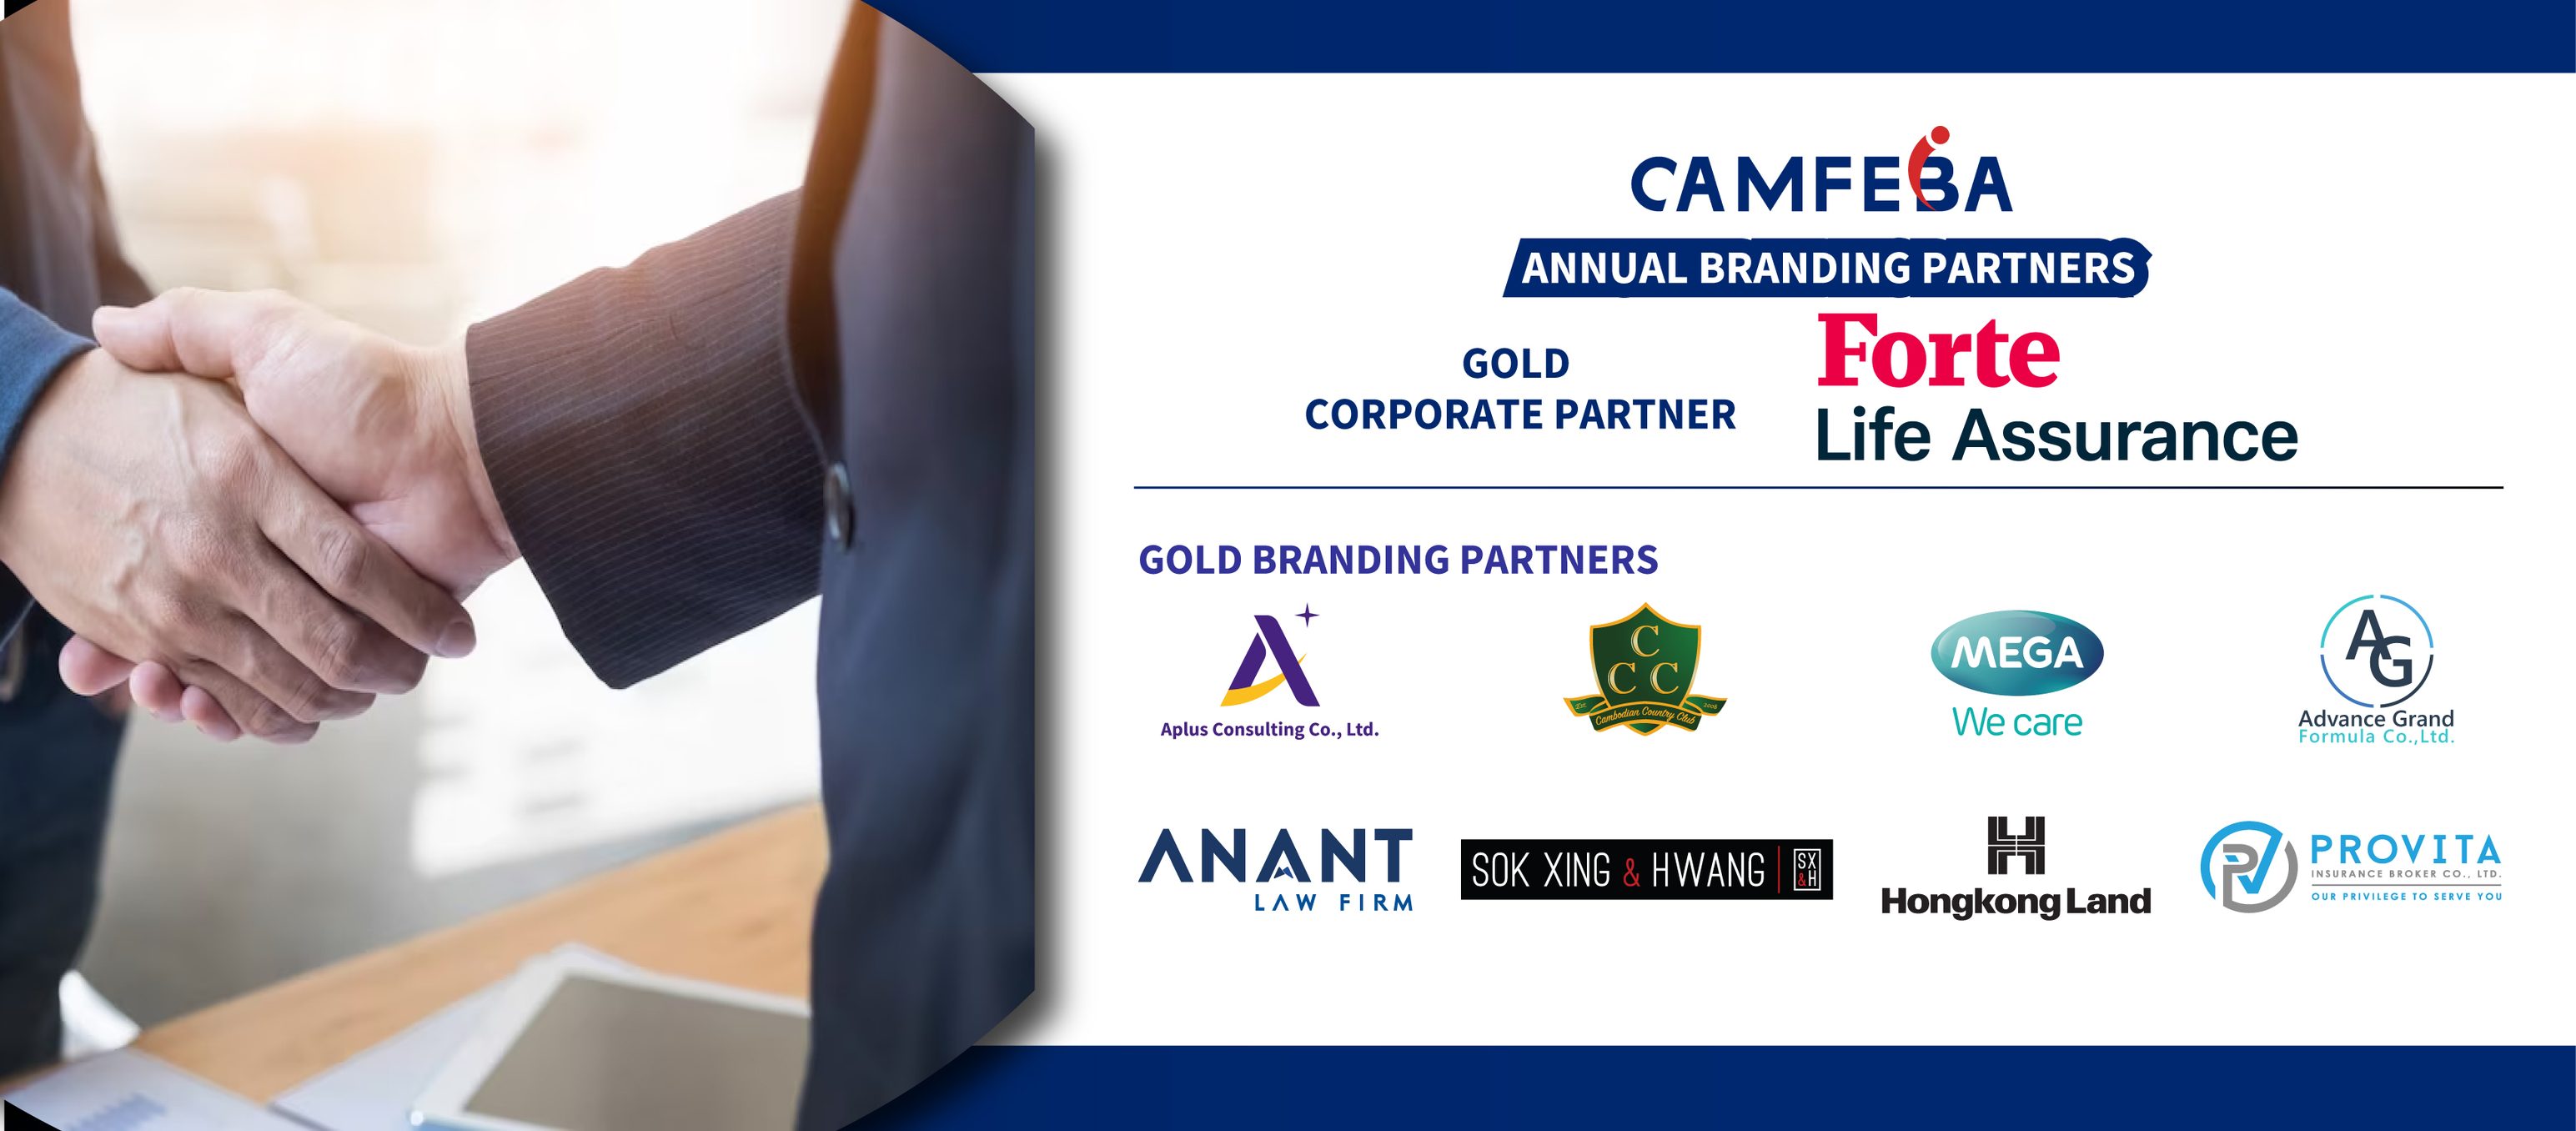 CAMFEBA
ANNUAL BRANDING PARTNERS
GOLD
CORPORATE PARTNER
Forte
Life Assurance
GOLD BRANDING PARTNERS
Aplus Consulting Co., Ltd.
C
C C
Est. 2008
Cambodian Country Club
MEGA
We care
AG
Advance Grand
Formula Co.,Ltd.
ANANT
LAW FIRM
SOK XING & HWANG
SX
&H
Hongkong Land
PROVITA
INSURANCE BROKER CO., LTD.
OUR PRIVILEGE TO SERVE YOU